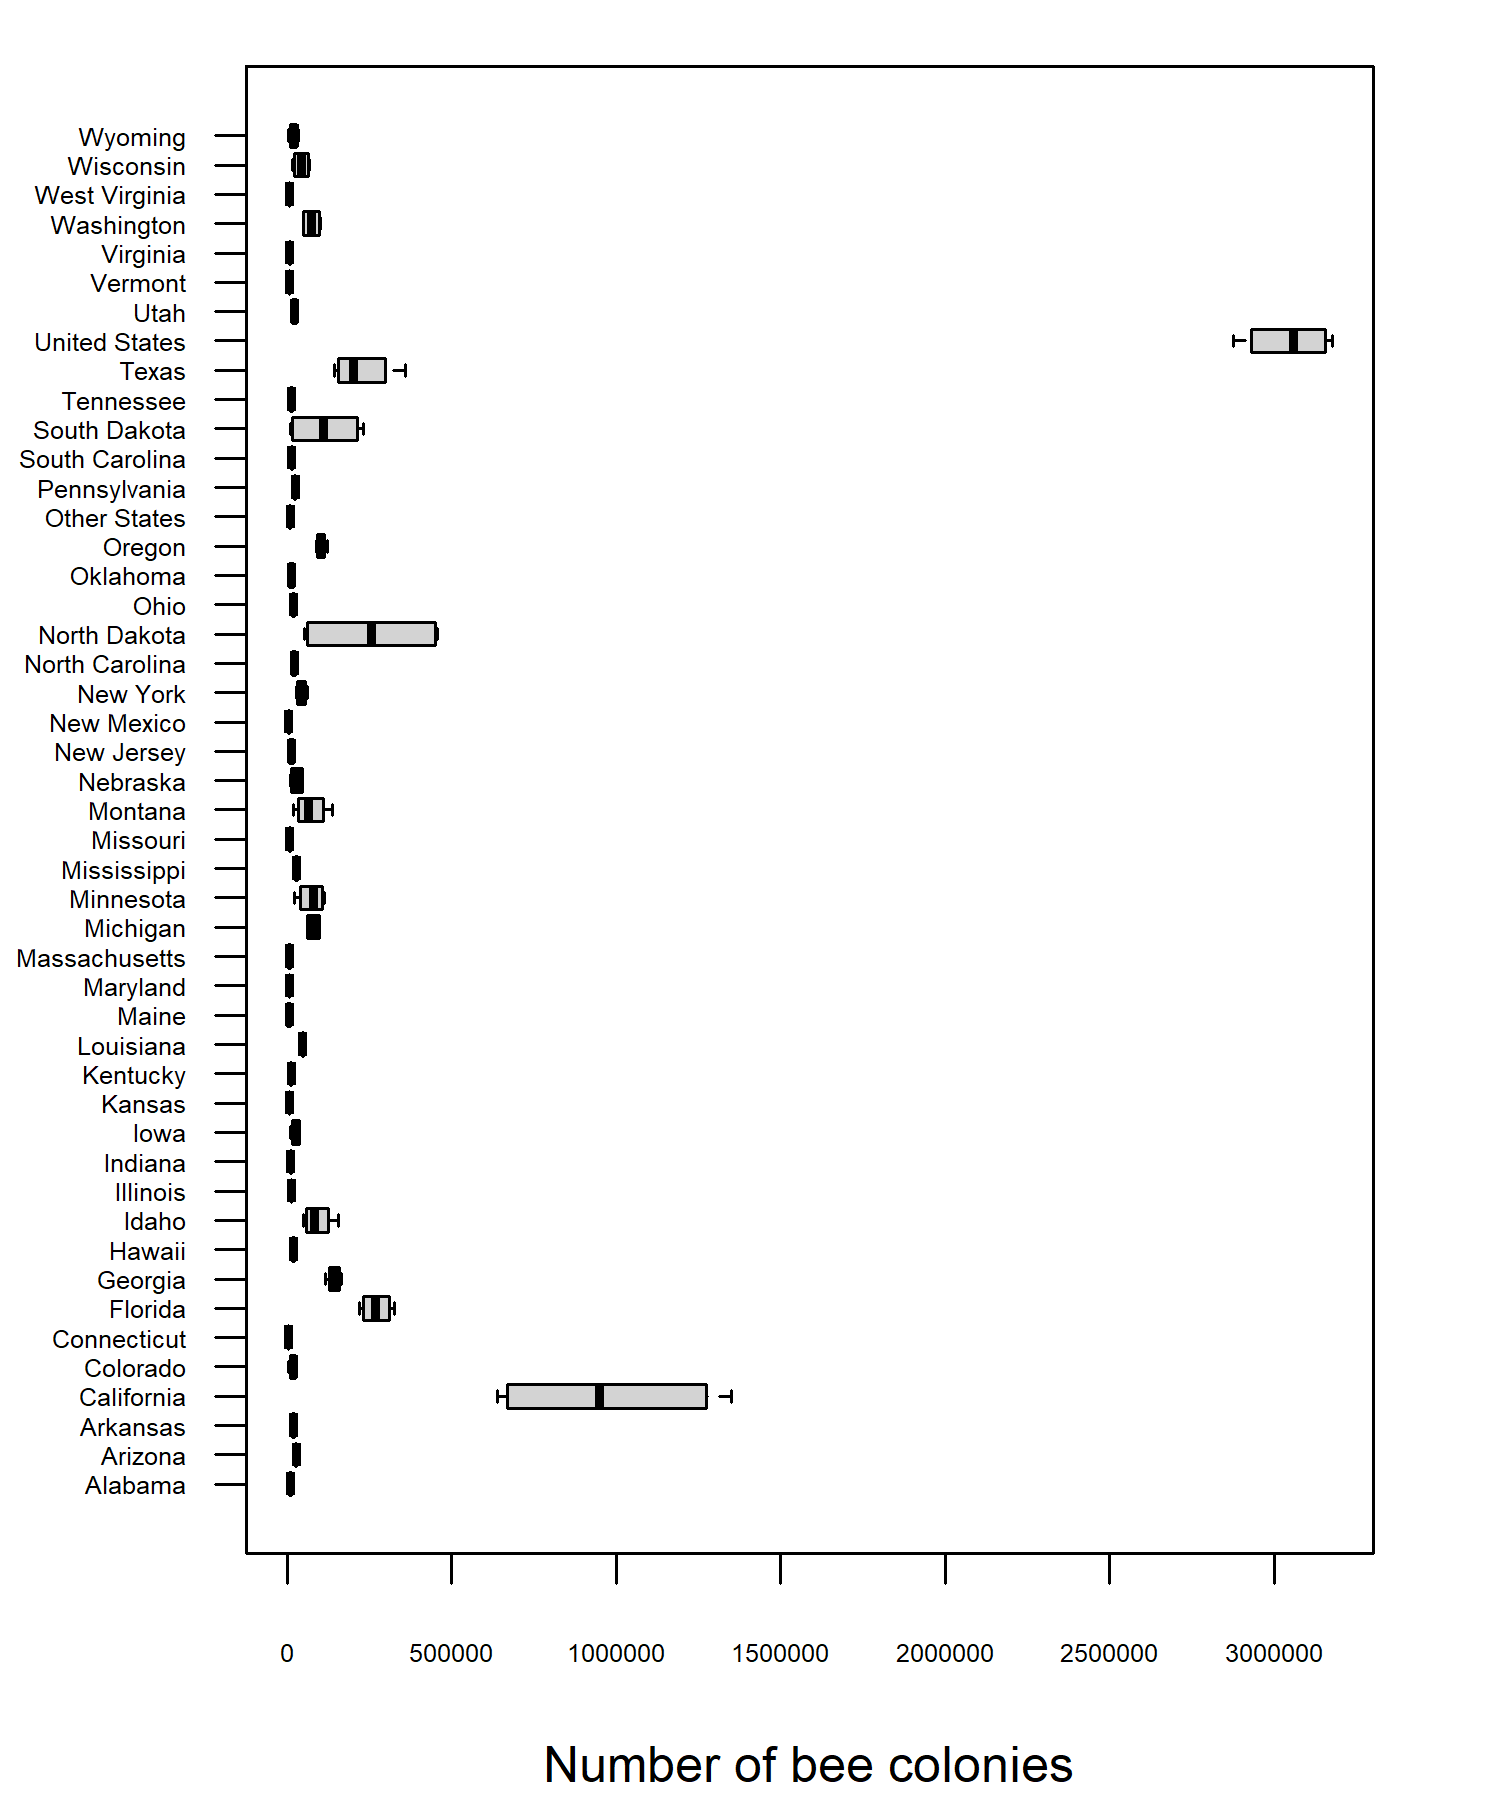 Wyoming
Wisconsin
West Virginia
Washington
Virginia
Vermont
Utah
United States
Texas
Tennessee
South Dakota
South Carolina
Pennsylvania
Other States
Oregon
Oklahoma
Ohio
North Dakota
North Carolina
New York
New Mexico
New Jersey
Nebraska
Montana
Missouri
Mississippi
Minnesota
Michigan
Massachusetts
Maryland
Maine
Louisiana
Kentucky
Kansas
Iowa
Indiana
Illinois
Idaho
Hawaii
Georgia
Florida
Connecticut
Colorado
California
Arkansas
Arizona
Alabama
0 500000 1000000 1500000 2000000 2500000 3000000
Number of bee colonies